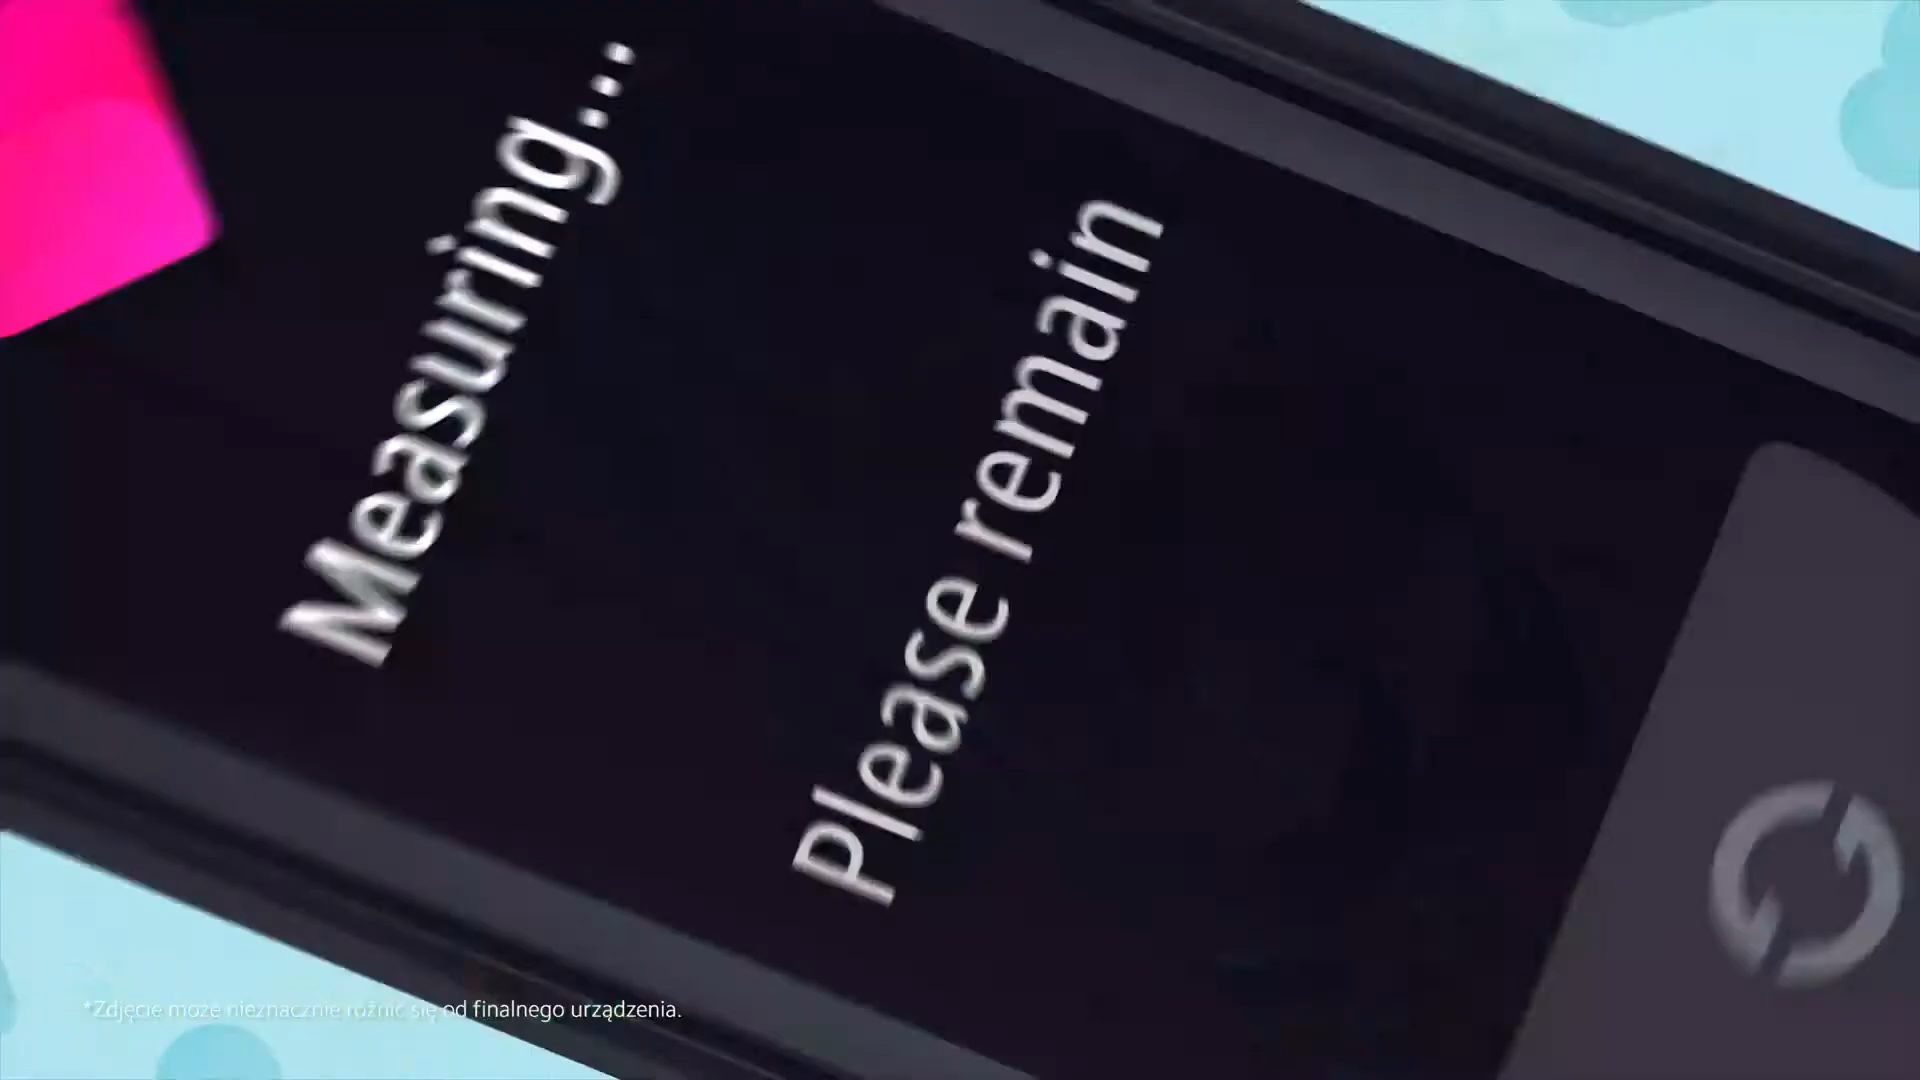 Measuring...
Please remain
*Zdjęcie może nieznacznie różnić się od finalnego urządzenia.